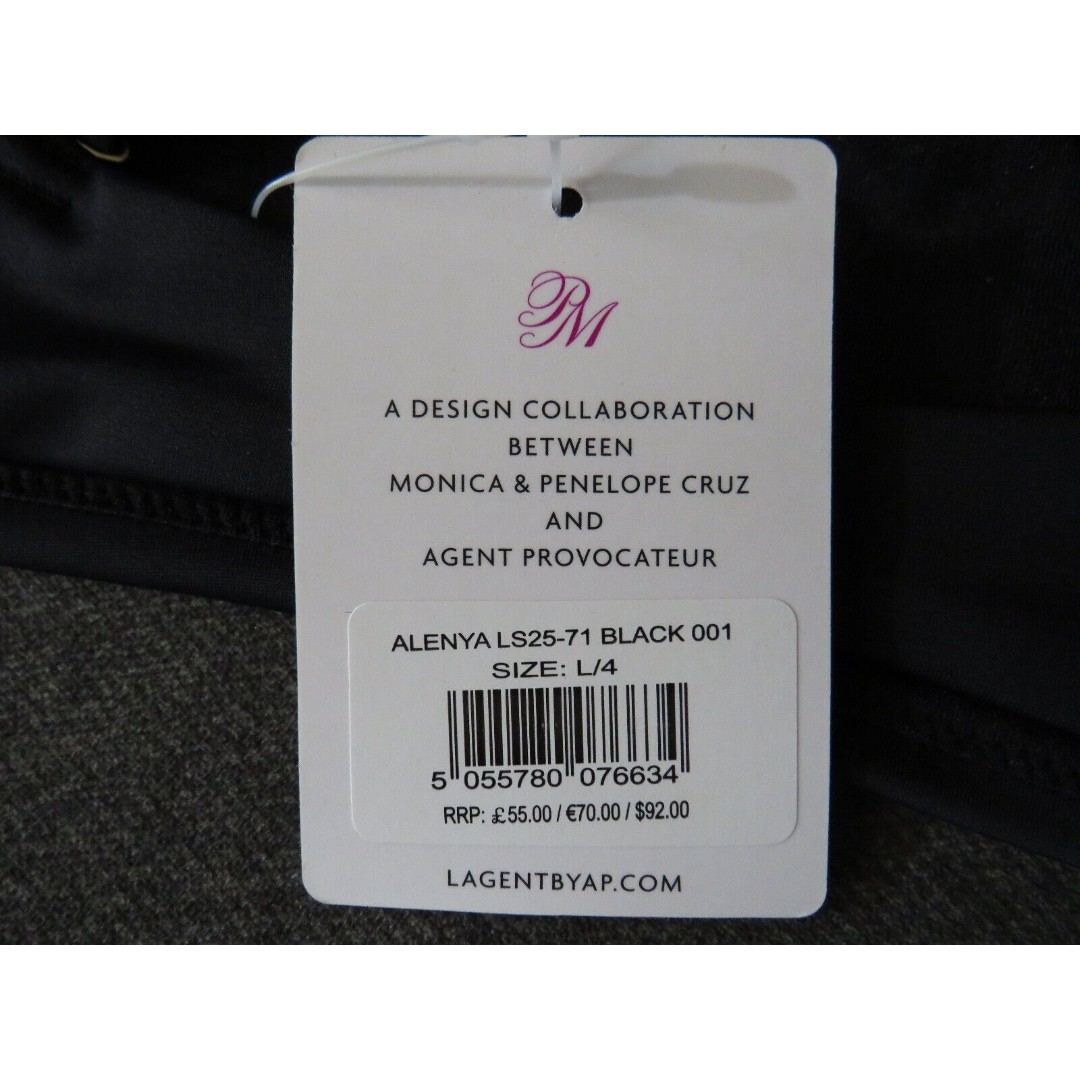 PM
A DESIGN COLLABORATION
BETWEEN
MONICA & PENELOPE CRUZ
AND
AGENT PROVOCATEUR
ALENYA LS25-71 BLACK 001
SIZE: L/4
5 055780 076634
RRP: £55.00 / €70.00 / $92.00
LAGENTBYAP.COM